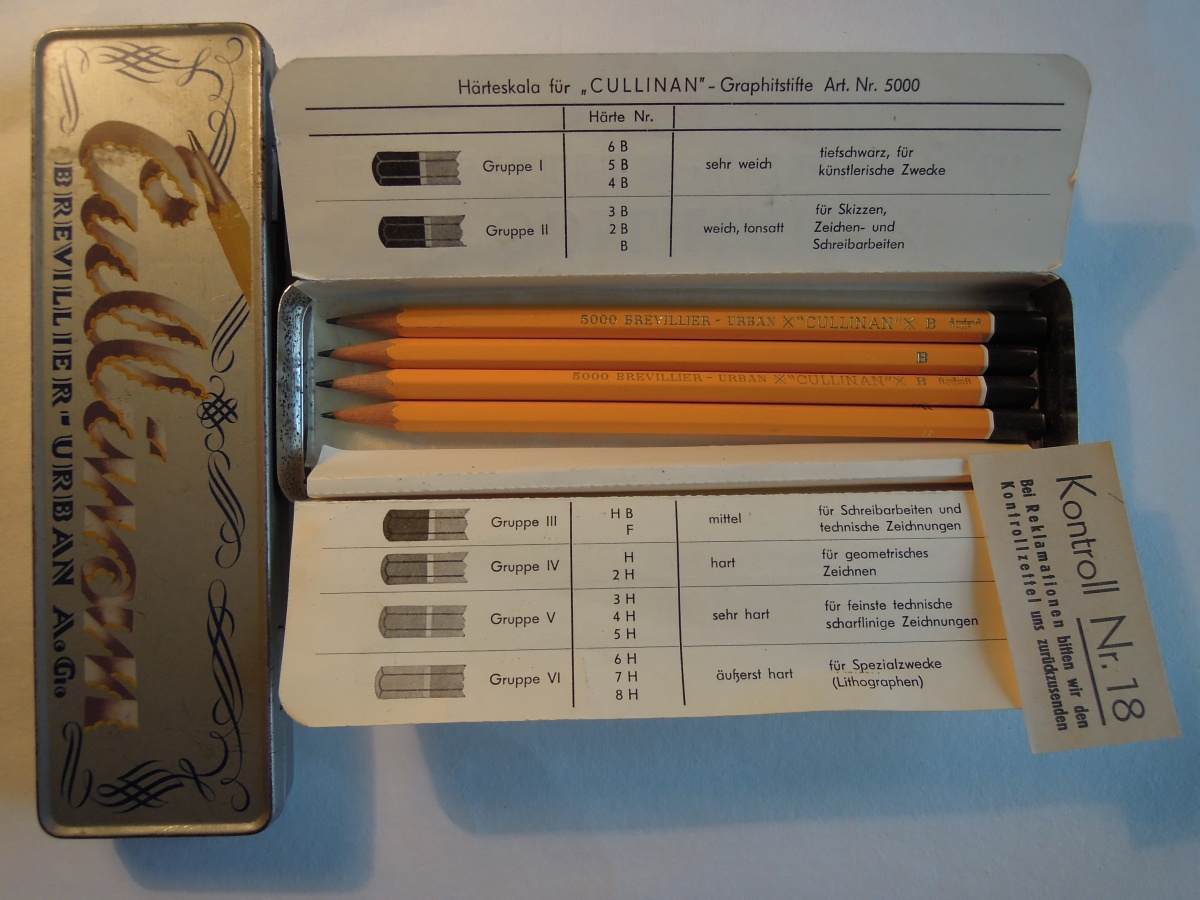 Cullinan
BREVILLIER-URBAN A.G.
Härteskala für „CULLINAN" - Graphitstifte Art. Nr. 5000
Härte Nr.
Gruppe I
6 B
5 B
4 B
sehr weich
tiefschwarz, für
künstlerische Zwecke
Gruppe II
3 B
2 B
B
weich, tonsatt
für Skizzen,
Zeichen- und
Schreibarbeiten
5000 BREVILLIER - URBAN X"CULLINAN"X B
B
5000 BREVILLIER - URBAN X"CULLINAN"X B
Gruppe III
H B
F
mittel
für Schreibarbeiten und
technische Zeichnungen
Gruppe IV
H
2 H
hart
für geometrisches
Zeichnen
Gruppe V
3 H
4 H
5 H
sehr hart
für feinste technische
scharflinige Zeichnungen
Gruppe VI
6 H
7 H
8 H
äußerst hart
für Spezialzwecke
(Lithographen)
Kontroll Nr. 18
Bei Reklamationen bitten wir den
Kontrollzettel uns zurückzusenden